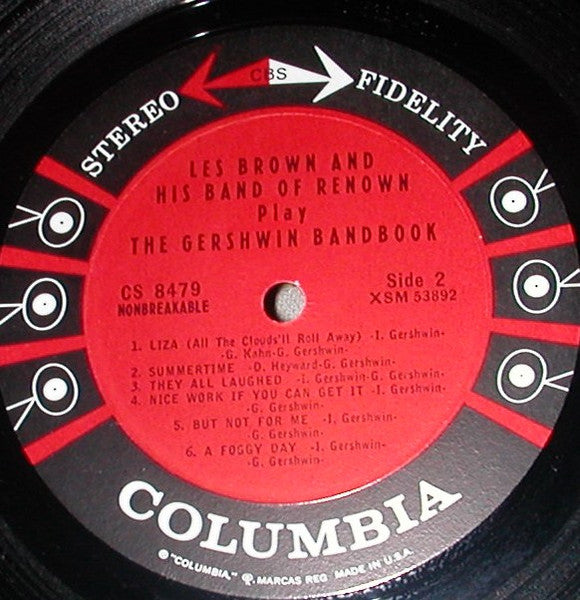 STEREO CBS FIDELITY
LES BROWN AND
HIS BAND OF RENOWN
Play
THE GERSHWIN BANDBOOK
CS 8479
NONBREAKABLE
Side 2
XSM 53892
1. LIZA (All The Clouds'll Roll Away) -I. Gershwin-
-G. Kahn-G. Gershwin-
2. SUMMERTIME -D. Heyward-G. Gershwin-
3. THEY ALL LAUGHED -I. Gershwin-G. Gershwin-
4. NICE WORK IF YOU CAN GET IT -I. Gershwin-
-G. Gershwin-
5. BUT NOT FOR ME -I. Gershwin-
-G. Gershwin-
6. A FOGGY DAY -I. Gershwin-
-G. Gershwin-
COLUMBIA
® "COLUMBIA," ℗. MARCAS REG MADE IN U.S.A.